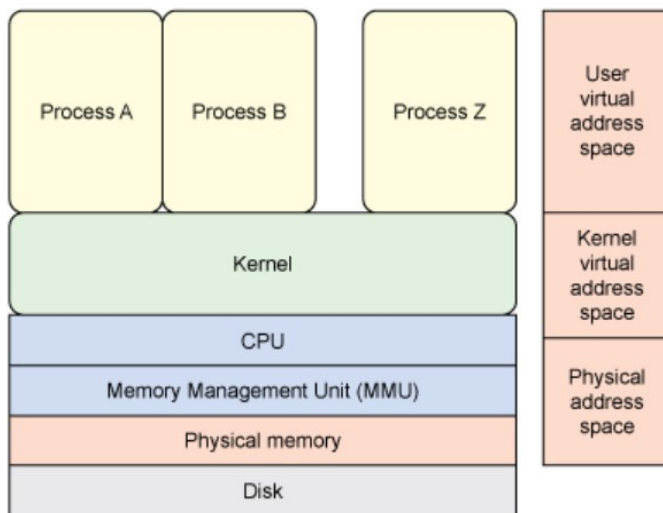 Process A
Process B
Process Z
Kernel
CPU
Memory Management Unit (MMU)
Physical memory
Disk
User
virtual
address
space
Kernel
virtual
address
space
Physical
address
space